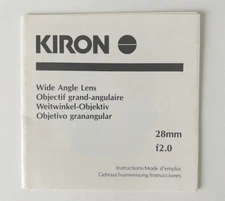 KIRON
Wide Angle Lens
Objectif grand-angulaire
Weitwinkel-Objektiv
Objetivo granangular
28mm
f2.0
Instructions/Mode d'emploi
Gebrauchsanweisung/Instrucciones